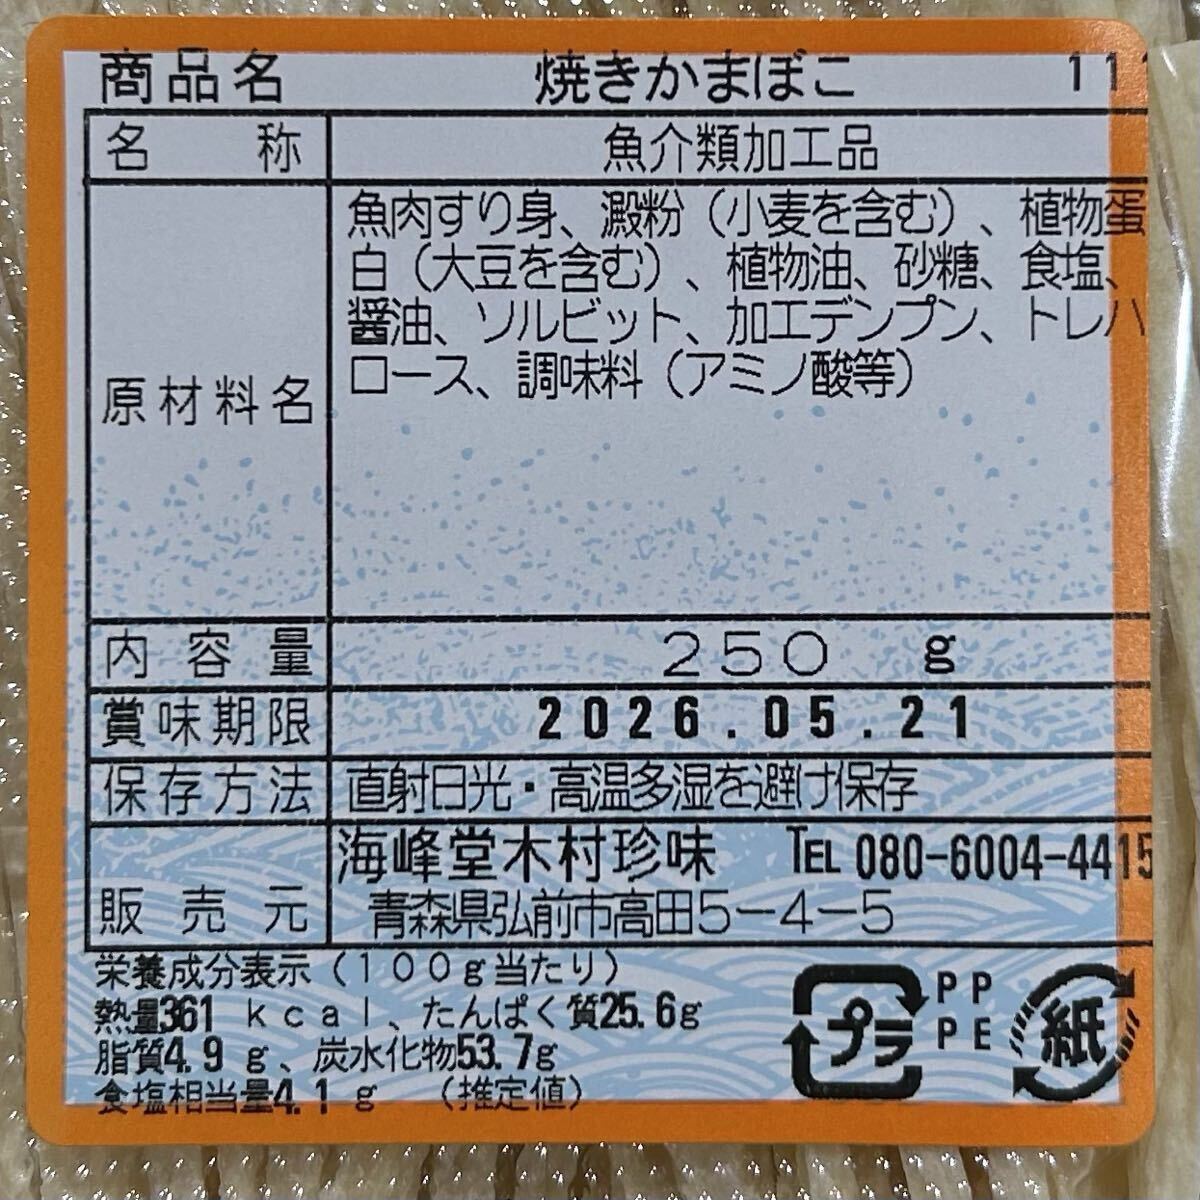 商品名 焼きかまぼこ 11
名称 魚介類加工品
原材料名 魚肉すり身、澱粉（小麦を含む）、植物蛋
白（大豆を含む）、植物油、砂糖、食塩、
醤油、ソルビット、加工デンプン、トレハ
ロース、調味料（アミノ酸等）
内容量 250 g
賞味期限 2026.05.21
保存方法 直射日光・高温多湿を避け保存
販売元 海峰堂木村珍味 TEL 080-6004-4415
青森県弘前市高田5-4-5
栄養成分表示（100g当たり）
熱量361 kcal、たんぱく質25.6g
脂質4.9 g、炭水化物53.7g
食塩相当量4.1 g （推定値）
プラ PP
PE
紙